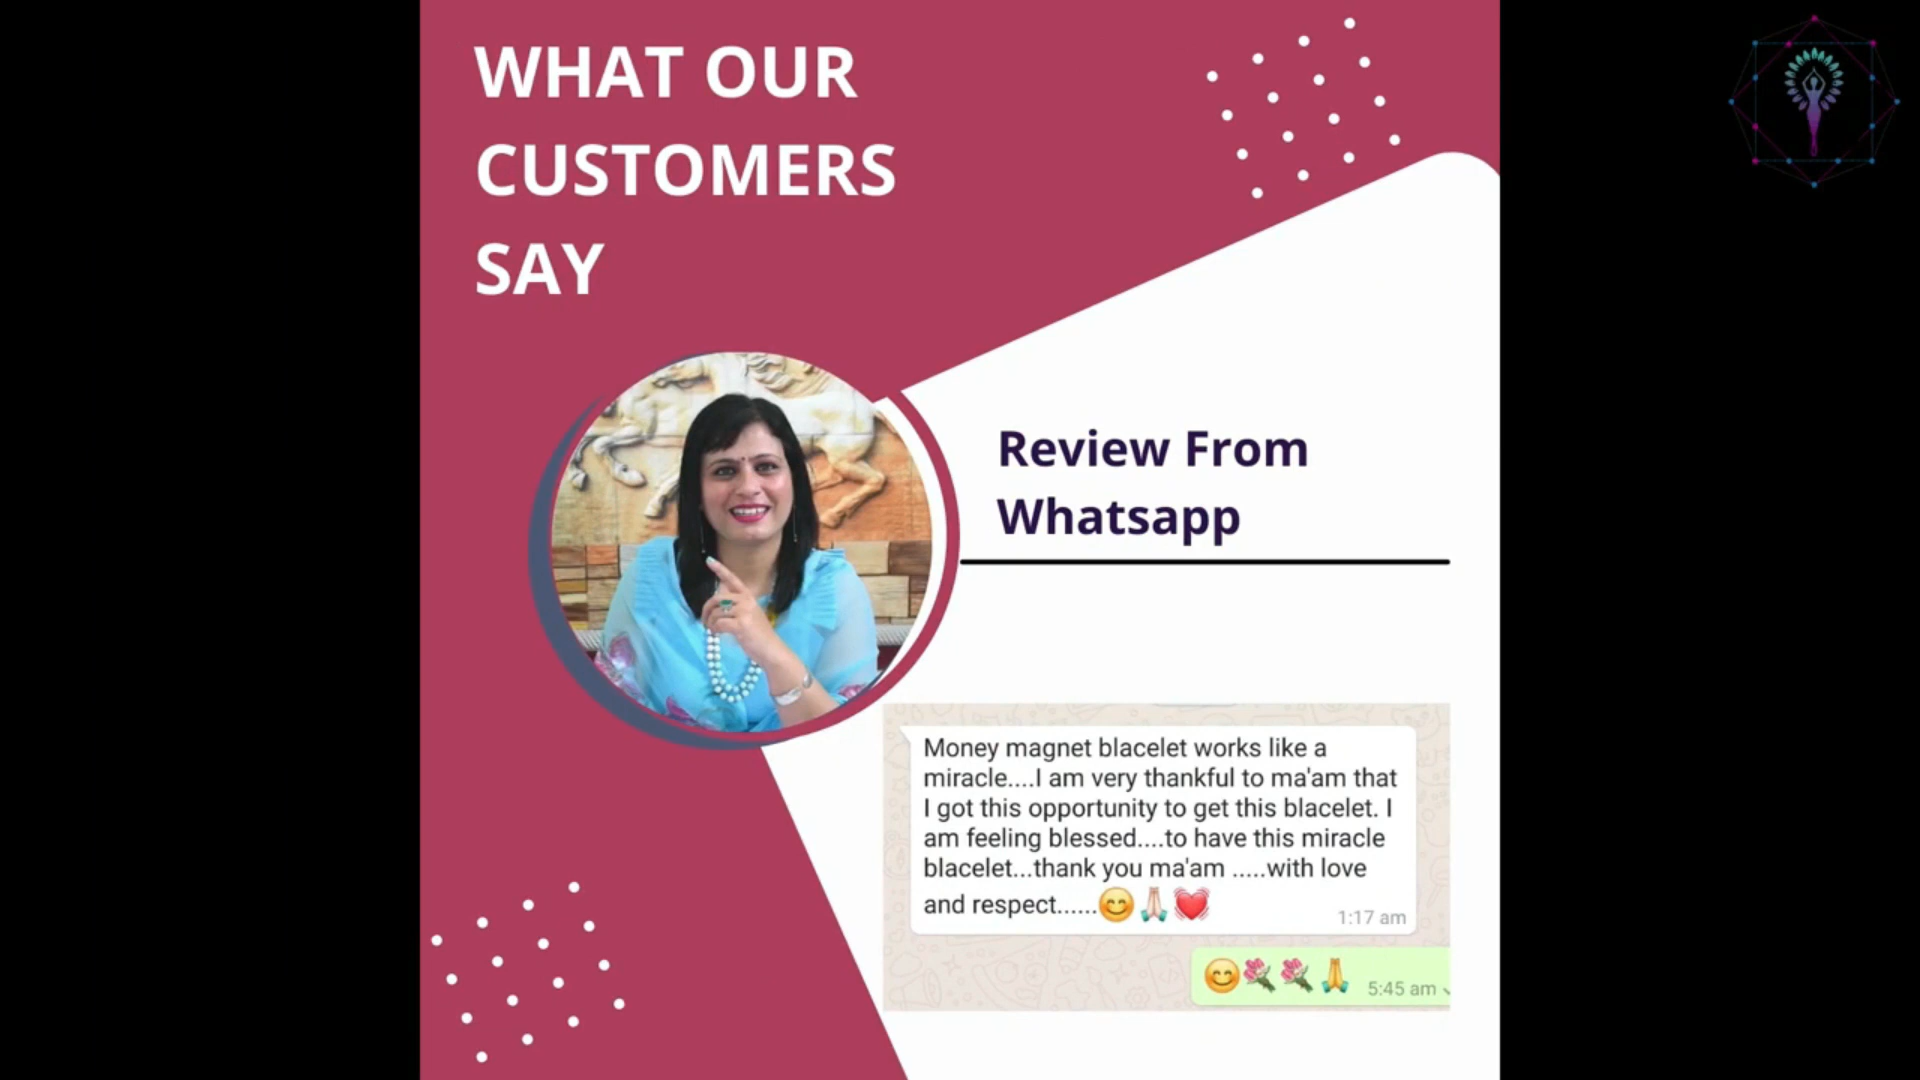 WHAT OUR
CUSTOMERS
SAY
Review From
Whatsapp
Money magnet blacelet works like a
miracle....I am very thankful to ma'am that
I got this opportunity to get this blacelet. I
am feeling blessed....to have this miracle
blacelet...thank you ma'am .....with love
and respect......😊🙏🏻💓
1:17 am
😊💐💐🙏 5:45 am